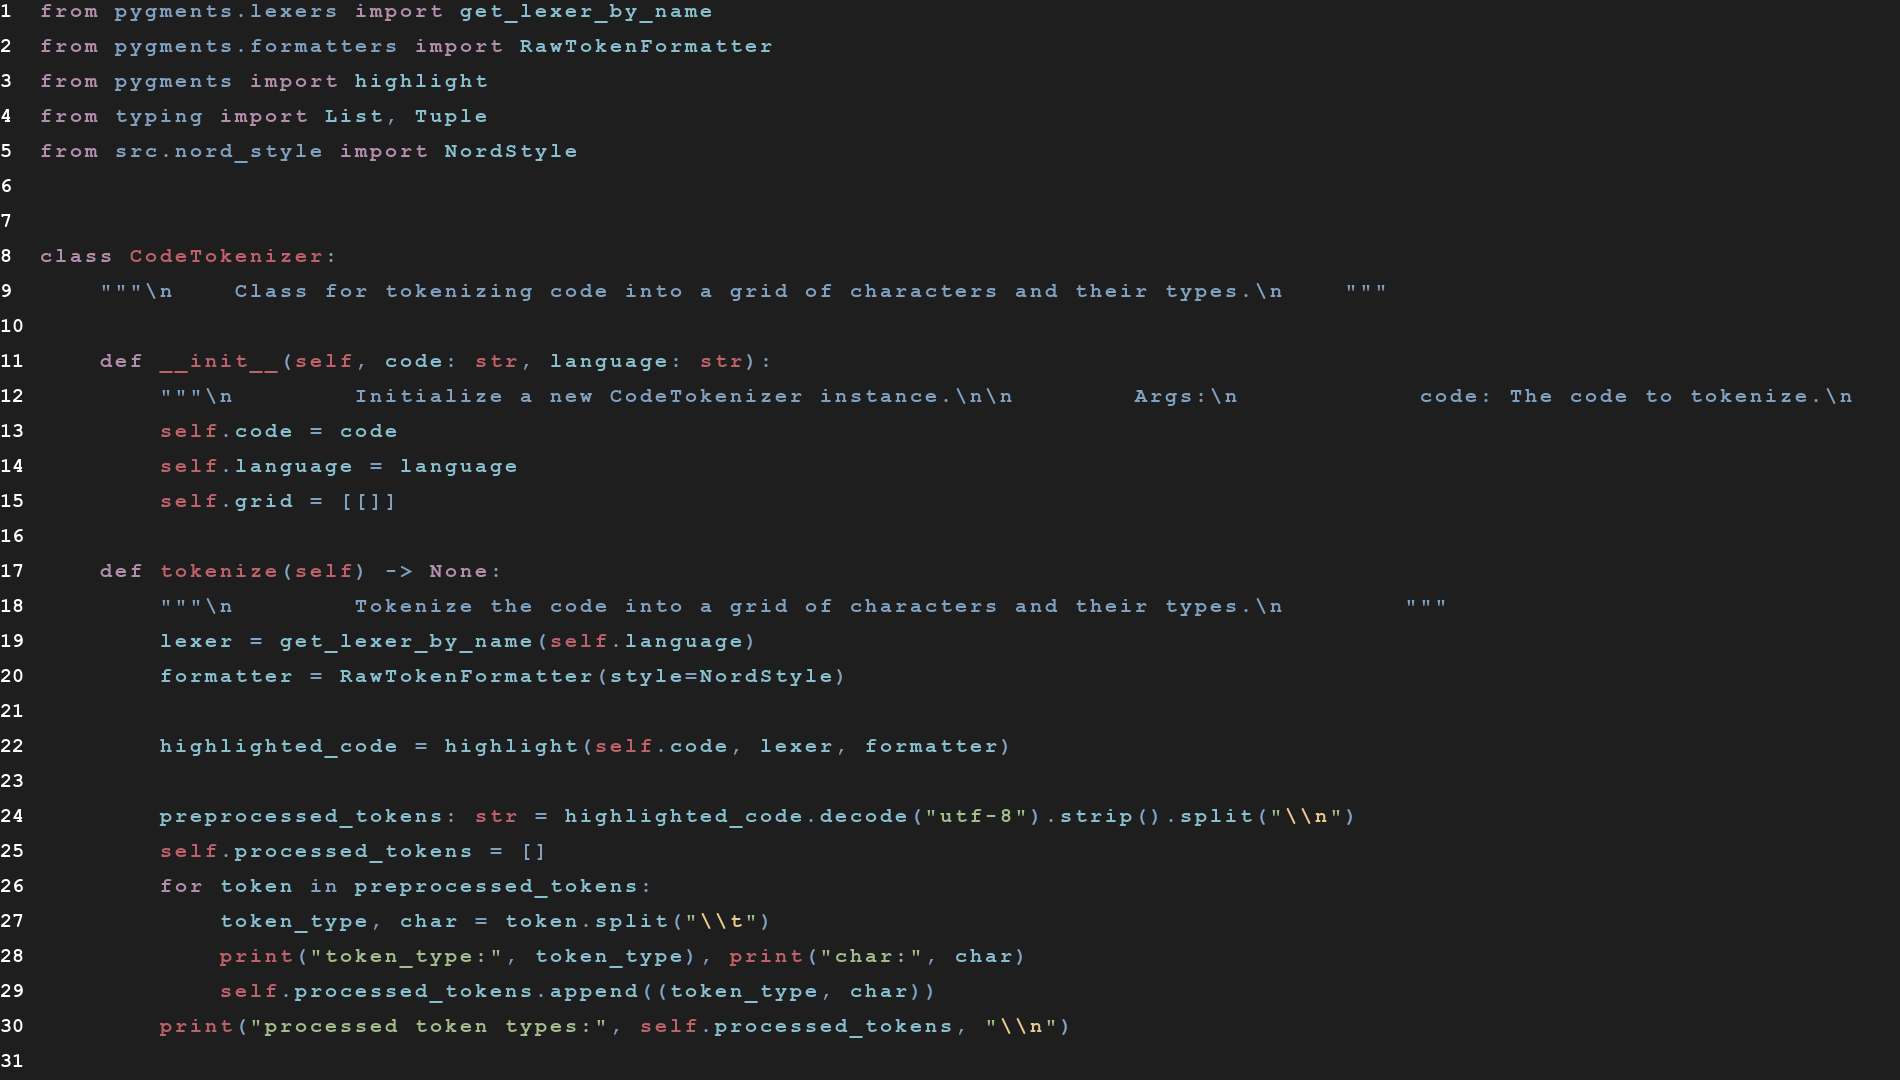 1 from pygments.lexers import get_lexer_by_name
2 from pygments.formatters import RawTokenFormatter
3 from pygments import highlight
4 from typing import List, Tuple
5 from src.nord_style import NordStyle
6
7
8 class CodeTokenizer:
9     """\n    Class for tokenizing code into a grid of characters and their types.\n    """
10
11     def __init__(self, code: str, language: str):
12         """\n        Initialize a new CodeTokenizer instance.\n\n        Args:\n            code: The code to tokenize.\n
13         self.code = code
14         self.language = language
15         self.grid = [[]]
16
17     def tokenize(self) -> None:
18         """\n        Tokenize the code into a grid of characters and their types.\n        """
19         lexer = get_lexer_by_name(self.language)
20         formatter = RawTokenFormatter(style=NordStyle)
21
22         highlighted_code = highlight(self.code, lexer, formatter)
23
24         preprocessed_tokens: str = highlighted_code.decode("utf-8").strip().split("\\n")
25         self.processed_tokens = []
26         for token in preprocessed_tokens:
27             token_type, char = token.split("\\t")
28             print("token_type:", token_type), print("char:", char)
29             self.processed_tokens.append((token_type, char))
30         print("processed token types:", self.processed_tokens, "\\n")
31